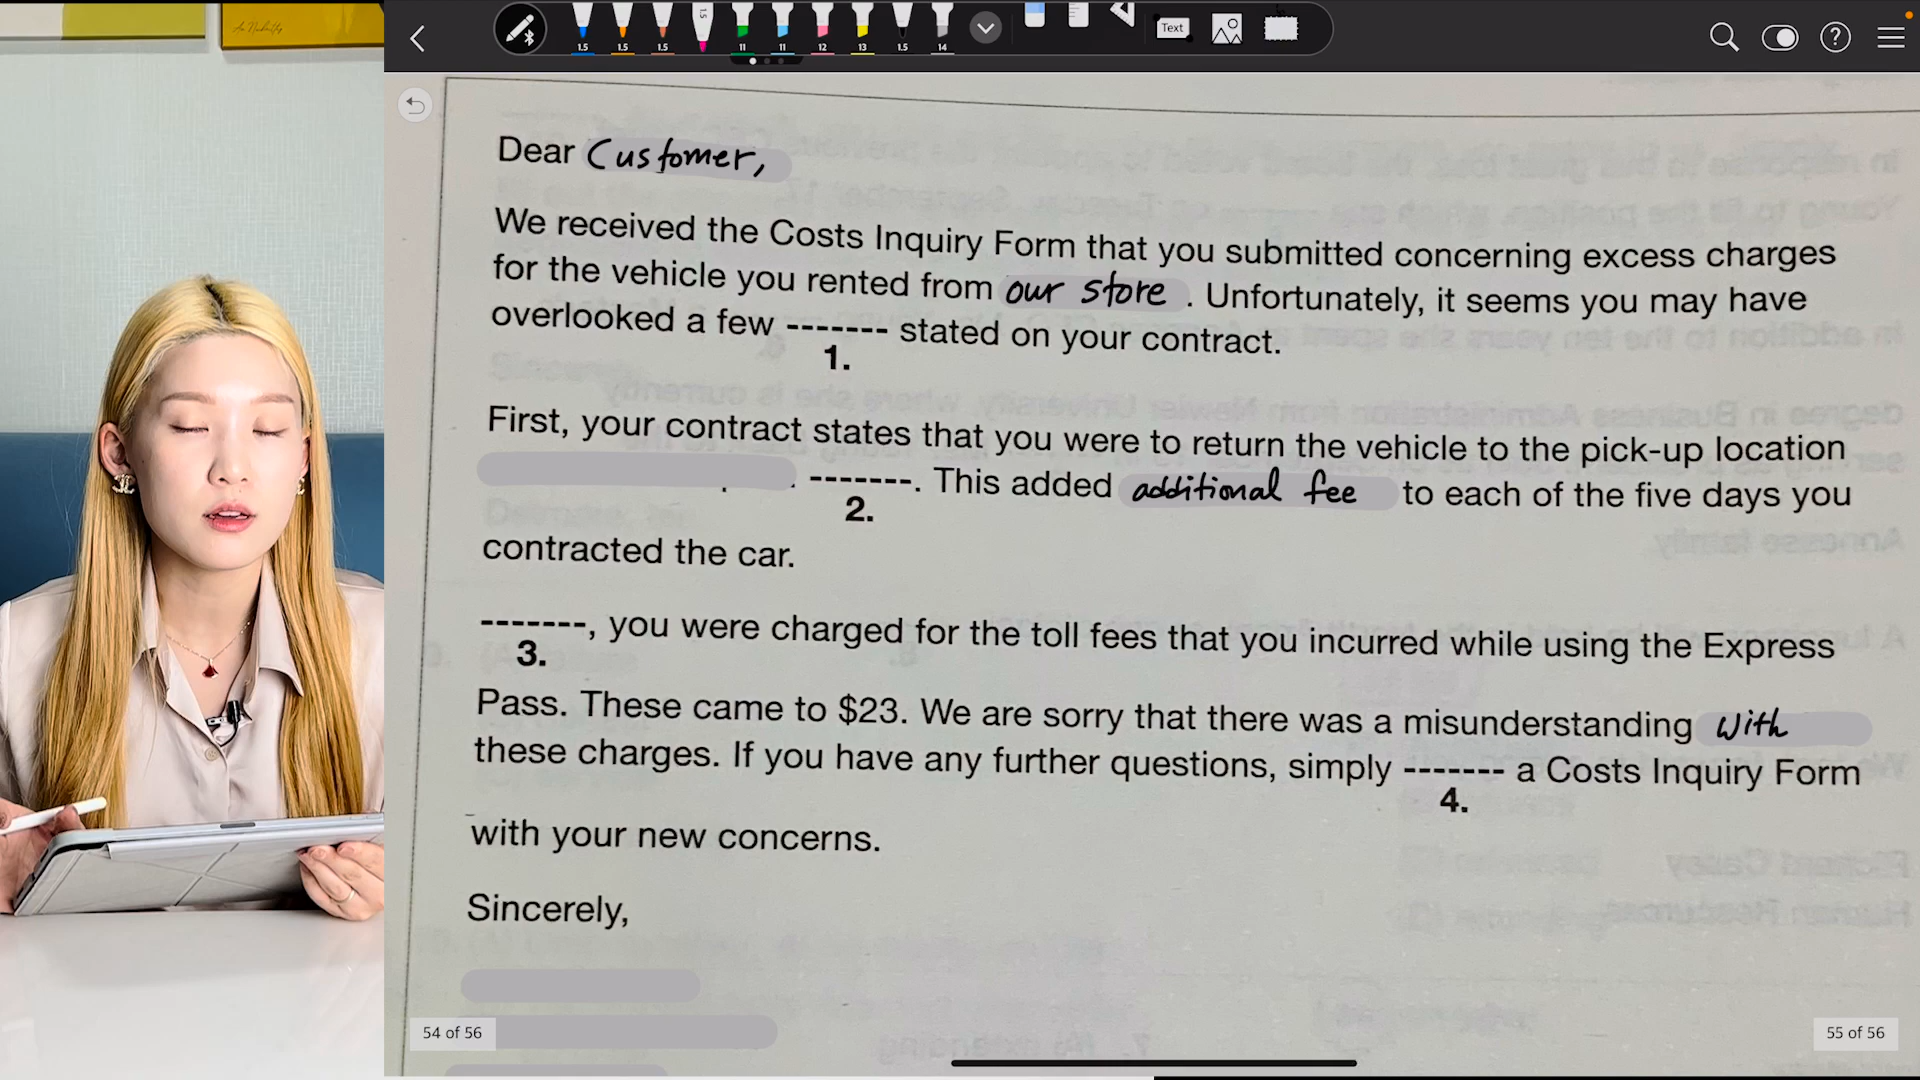 1.5 1.5 1.5 1.5 11 11 12 13 1.5 14
Text
Dear Customer,
We received the Costs Inquiry Form that you submitted concerning excess charges
for the vehicle you rented from our store . Unfortunately, it seems you may have
overlooked a few ------- stated on your contract.
1.
First, your contract states that you were to return the vehicle to the pick-up location
-------. This added additional fee to each of the five days you
2.
contracted the car.
-------, you were charged for the toll fees that you incurred while using the Express
3.
Pass. These came to $23. We are sorry that there was a misunderstanding with
these charges. If you have any further questions, simply ------- a Costs Inquiry Form
4.
with your new concerns.
Sincerely,
54 of 56
55 of 56